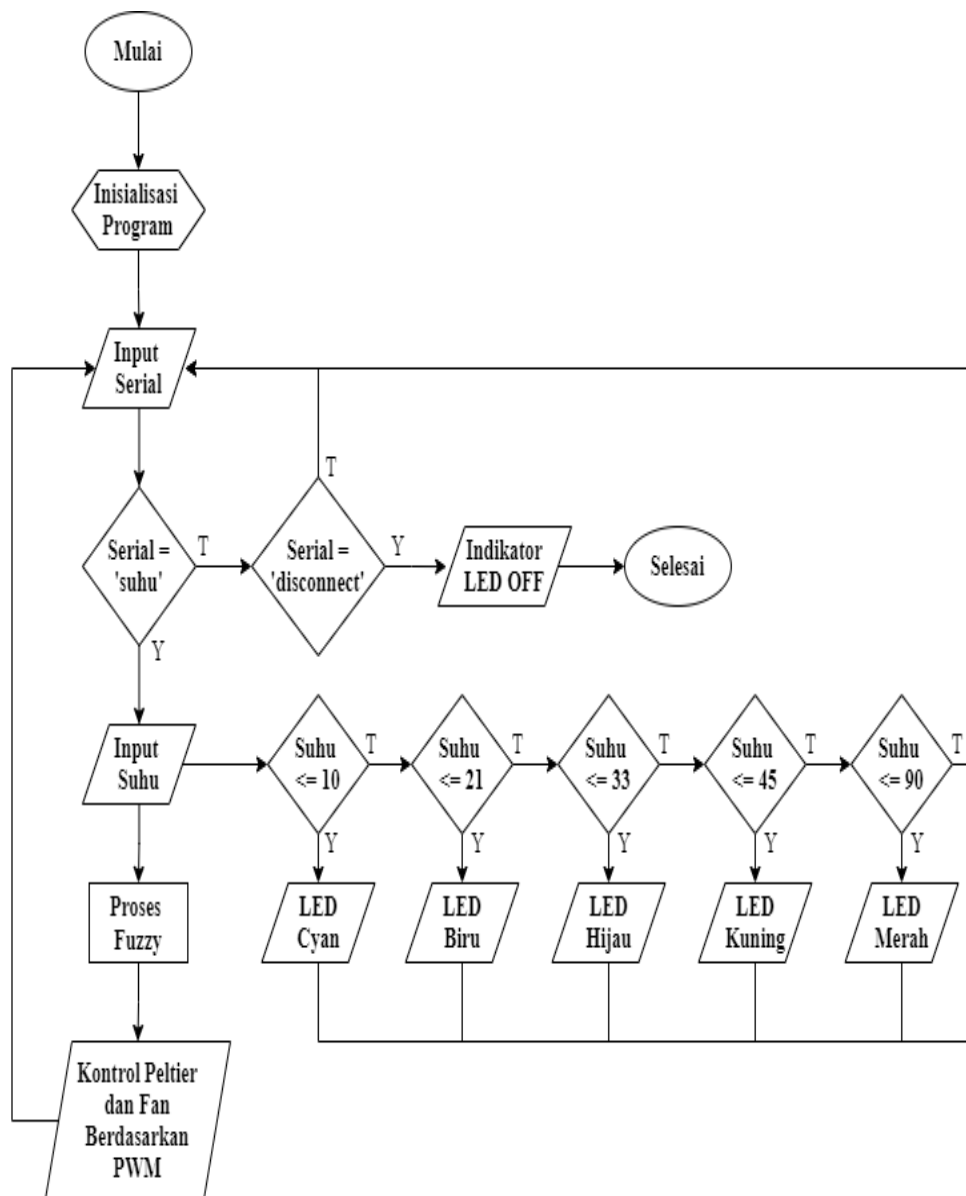 Mulai
Inisialisasi
Program
Input
Serial
Serial =
'suhu'
T
Y
Serial =
'disconnect'
T
Y
Indikator
LED OFF
Selesai
Input
Suhu
Suhu
<= 10
T
Y
Suhu
<= 21
T
Y
Suhu
<= 33
T
Y
Suhu
<= 45
T
Y
Suhu
<= 90
T
Y
Proses
Fuzzy
LED
Cyan
LED
Biru
LED
Hijau
LED
Kuning
LED
Merah
Kontrol Peltier
dan Fan
Berdasarkan
PWM